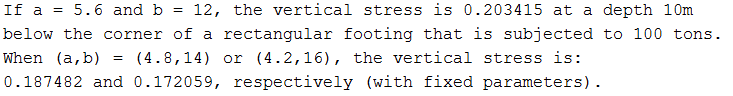 If a = 5.6 and b = 12, the vertical stress is 0.203415 at a depth 10m
below the corner of a rectangular footing that is subjected to 100 tons.
When (a,b) = (4.8,14) or (4.2,16), the vertical stress is:
0.187482 and 0.172059, respectively (with fixed parameters).